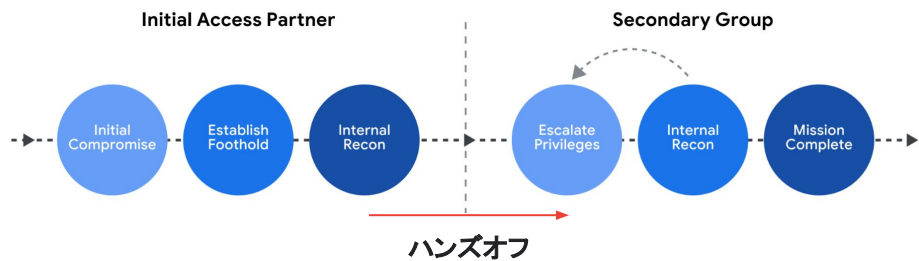 Initial Access Partner
Secondary Group
Initial
Compromise
Establish
Foothold
Internal
Recon
Escalate
Privileges
Internal
Recon
Mission
Complete
ハンズオフ